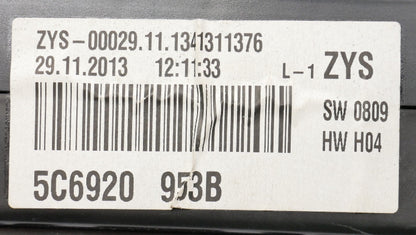 ZYS-00029.11.1341311376
29.11.2013 12:11:33 L-1 ZYS
SW 0809
HW H04
5C6920 953B